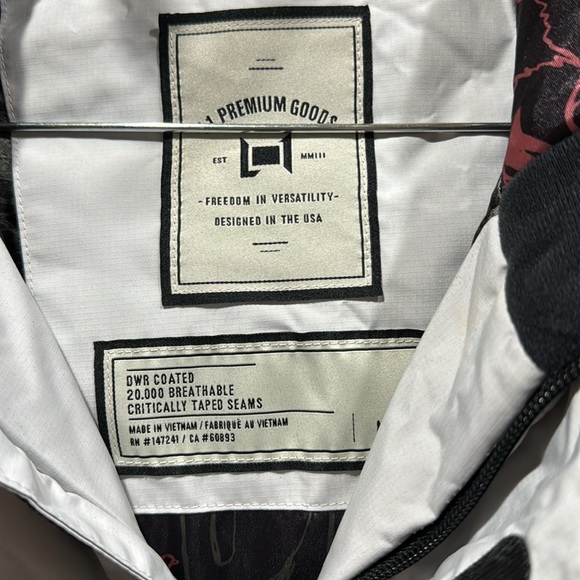 L1 PREMIUM GOODS
EST MMIII
-FREEDOM IN VERSATILITY-
DESIGNED IN THE USA
DWR COATED
20.000 BREATHABLE
CRITICALLY TAPED SEAMS
MADE IN VIETNAM / FABRIQUÉ AU VIETNAM
RN #147241 / CA #60893